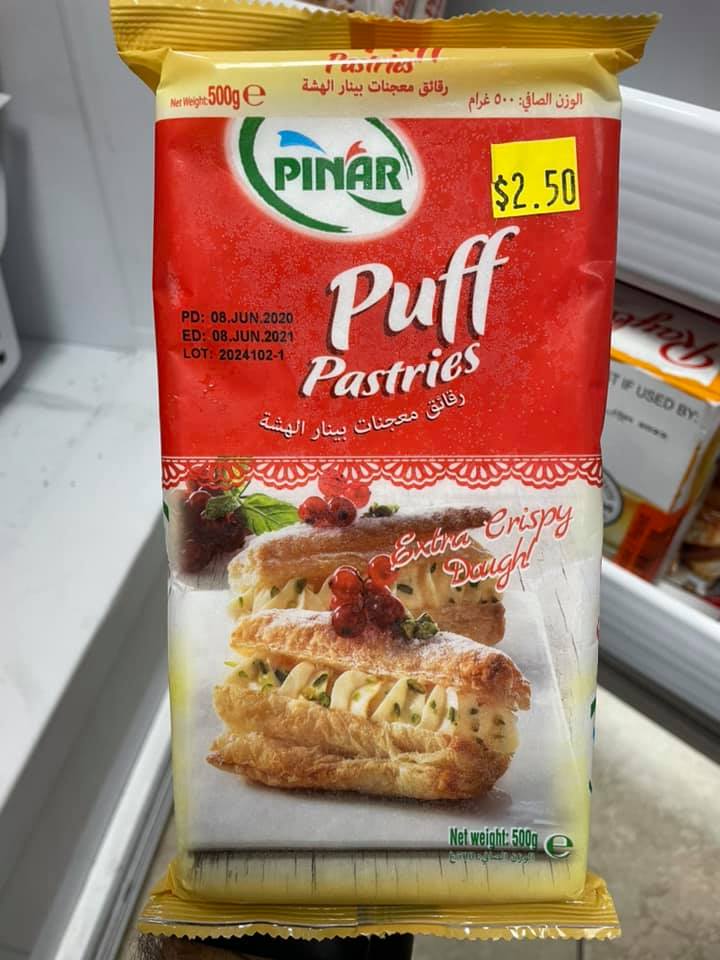 Pastries
رقائق معجنات بينار الهشة
Net Weight: 500g e
الوزن الصافي: ٥٠٠ غرام
PINAR
$2.50
Puff
Pastries
رقائق معجنات بينار الهشة
PD: 08.JUN.2020
ED: 08.JUN.2021
LOT: 2024102-1
Extra Crispy
Dough!
Net weight: 500g e
T IF USED BY: